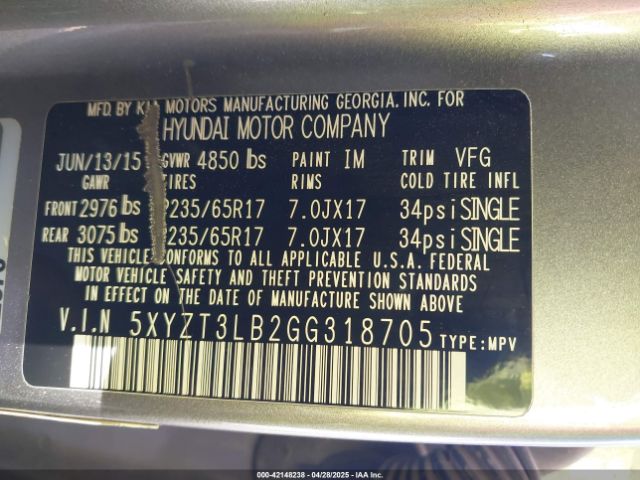 MFD.BY KIA MOTORS MANUFACTURING GEORGIA.INC. FOR
HYUNDAI MOTOR COMPANY
JUN/13/15 GVWR 4850 lbs PAINT IM TRIM VFG
GAWR TIRES RIMS COLD TIRE INFL
FRONT 2976 lbs P235/65R17 7.0JX17 34psi SINGLE
REAR 3075 lbs P235/65R17 7.0JX17 34psi SINGLE
THIS VEHICLE CONFORMS TO ALL APPLICABLE U.S.A. FEDERAL
MOTOR VEHICLE SAFETY AND THEFT PREVENTION STANDARDS
IN EFFECT ON THE DATE OF MANUFACTURE SHOWN ABOVE.
V.I.N 5XYZT3LB2GG318705 TYPE:MPV
000-42148238 - 04/28/2025 - IAAI.COM